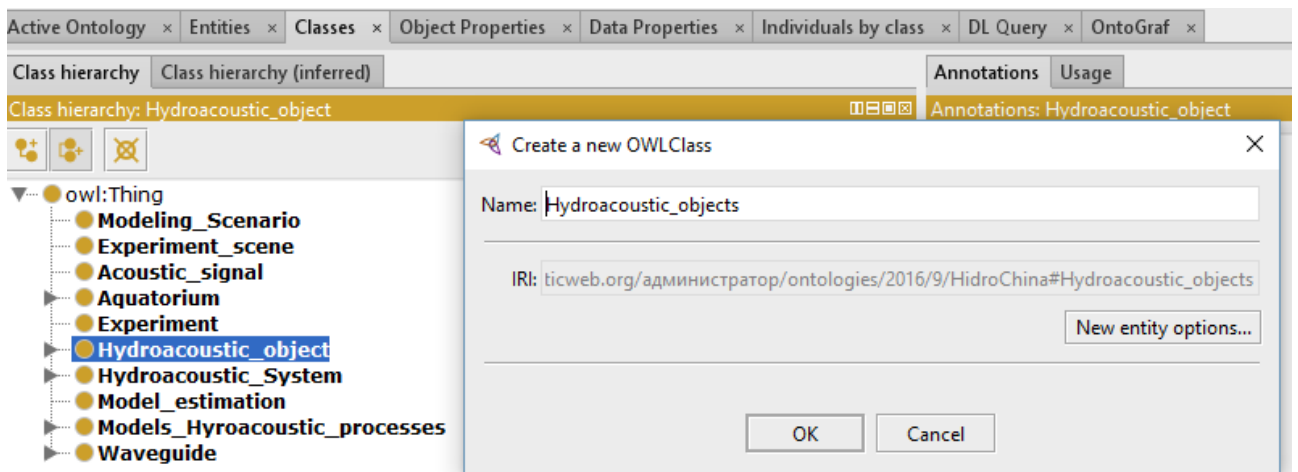 Active Ontology × Entities × Classes × Object Properties × Data Properties × Individuals by class × DL Query × OntoGraf ×
Class hierarchy Class hierarchy (inferred) Annotations Usage
Class hierarchy: Hydroacoustic_object Annotations: Hydroacoustic_object
Create a new OWLClass
Name: Hydroacoustic_objects
IRI: ticweb.org/администратор/ontologies/2016/9/HidroChina#Hydroacoustic_objects
New entity options...
OK Cancel
owl:Thing
Modeling_Scenario
Experiment_scene
Acoustic_signal
Aquatorium
Experiment
Hydroacoustic_object
Hydroacoustic_System
Model_estimation
Models_Hyroacoustic_processes
Waveguide